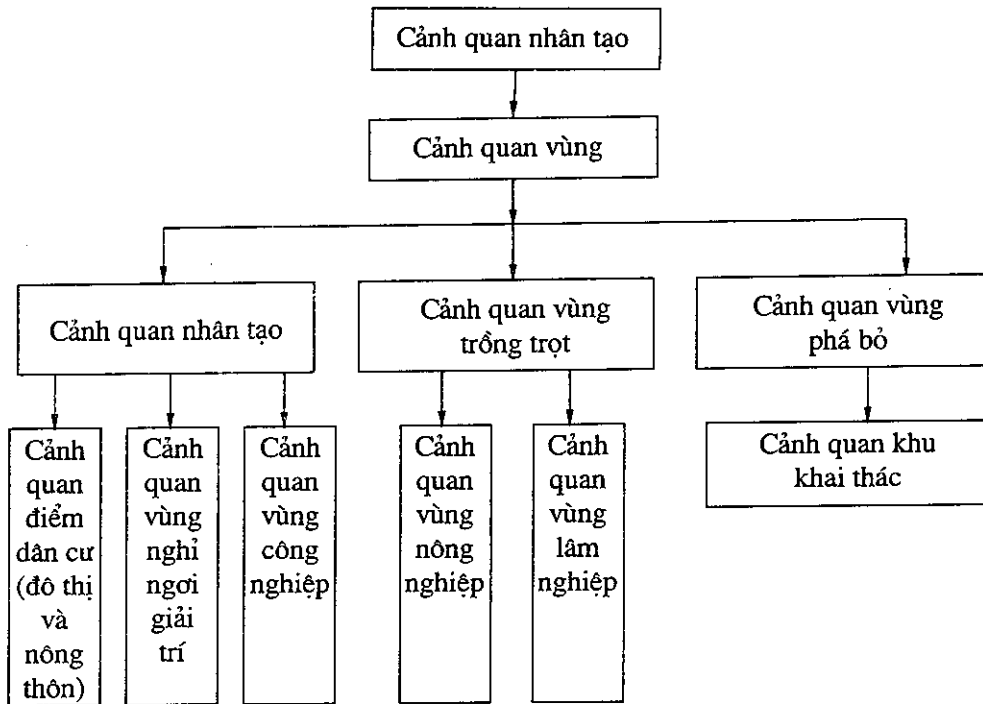 Cảnh quan nhân tạo
Cảnh quan vùng
Cảnh quan nhân tạo
Cảnh quan vùng
trồng trọt
Cảnh quan vùng
phá bỏ
Cảnh
quan
điểm
dân cư
(đô thị
và
nông
thôn)
Cảnh
quan
vùng
nghỉ
ngơi
giải
trí
Cảnh
quan
vùng
công
nghiệp
Cảnh
quan
vùng
nông
nghiệp
Cảnh
quan
vùng
lâm
nghiệp
Cảnh quan khu
khai thác